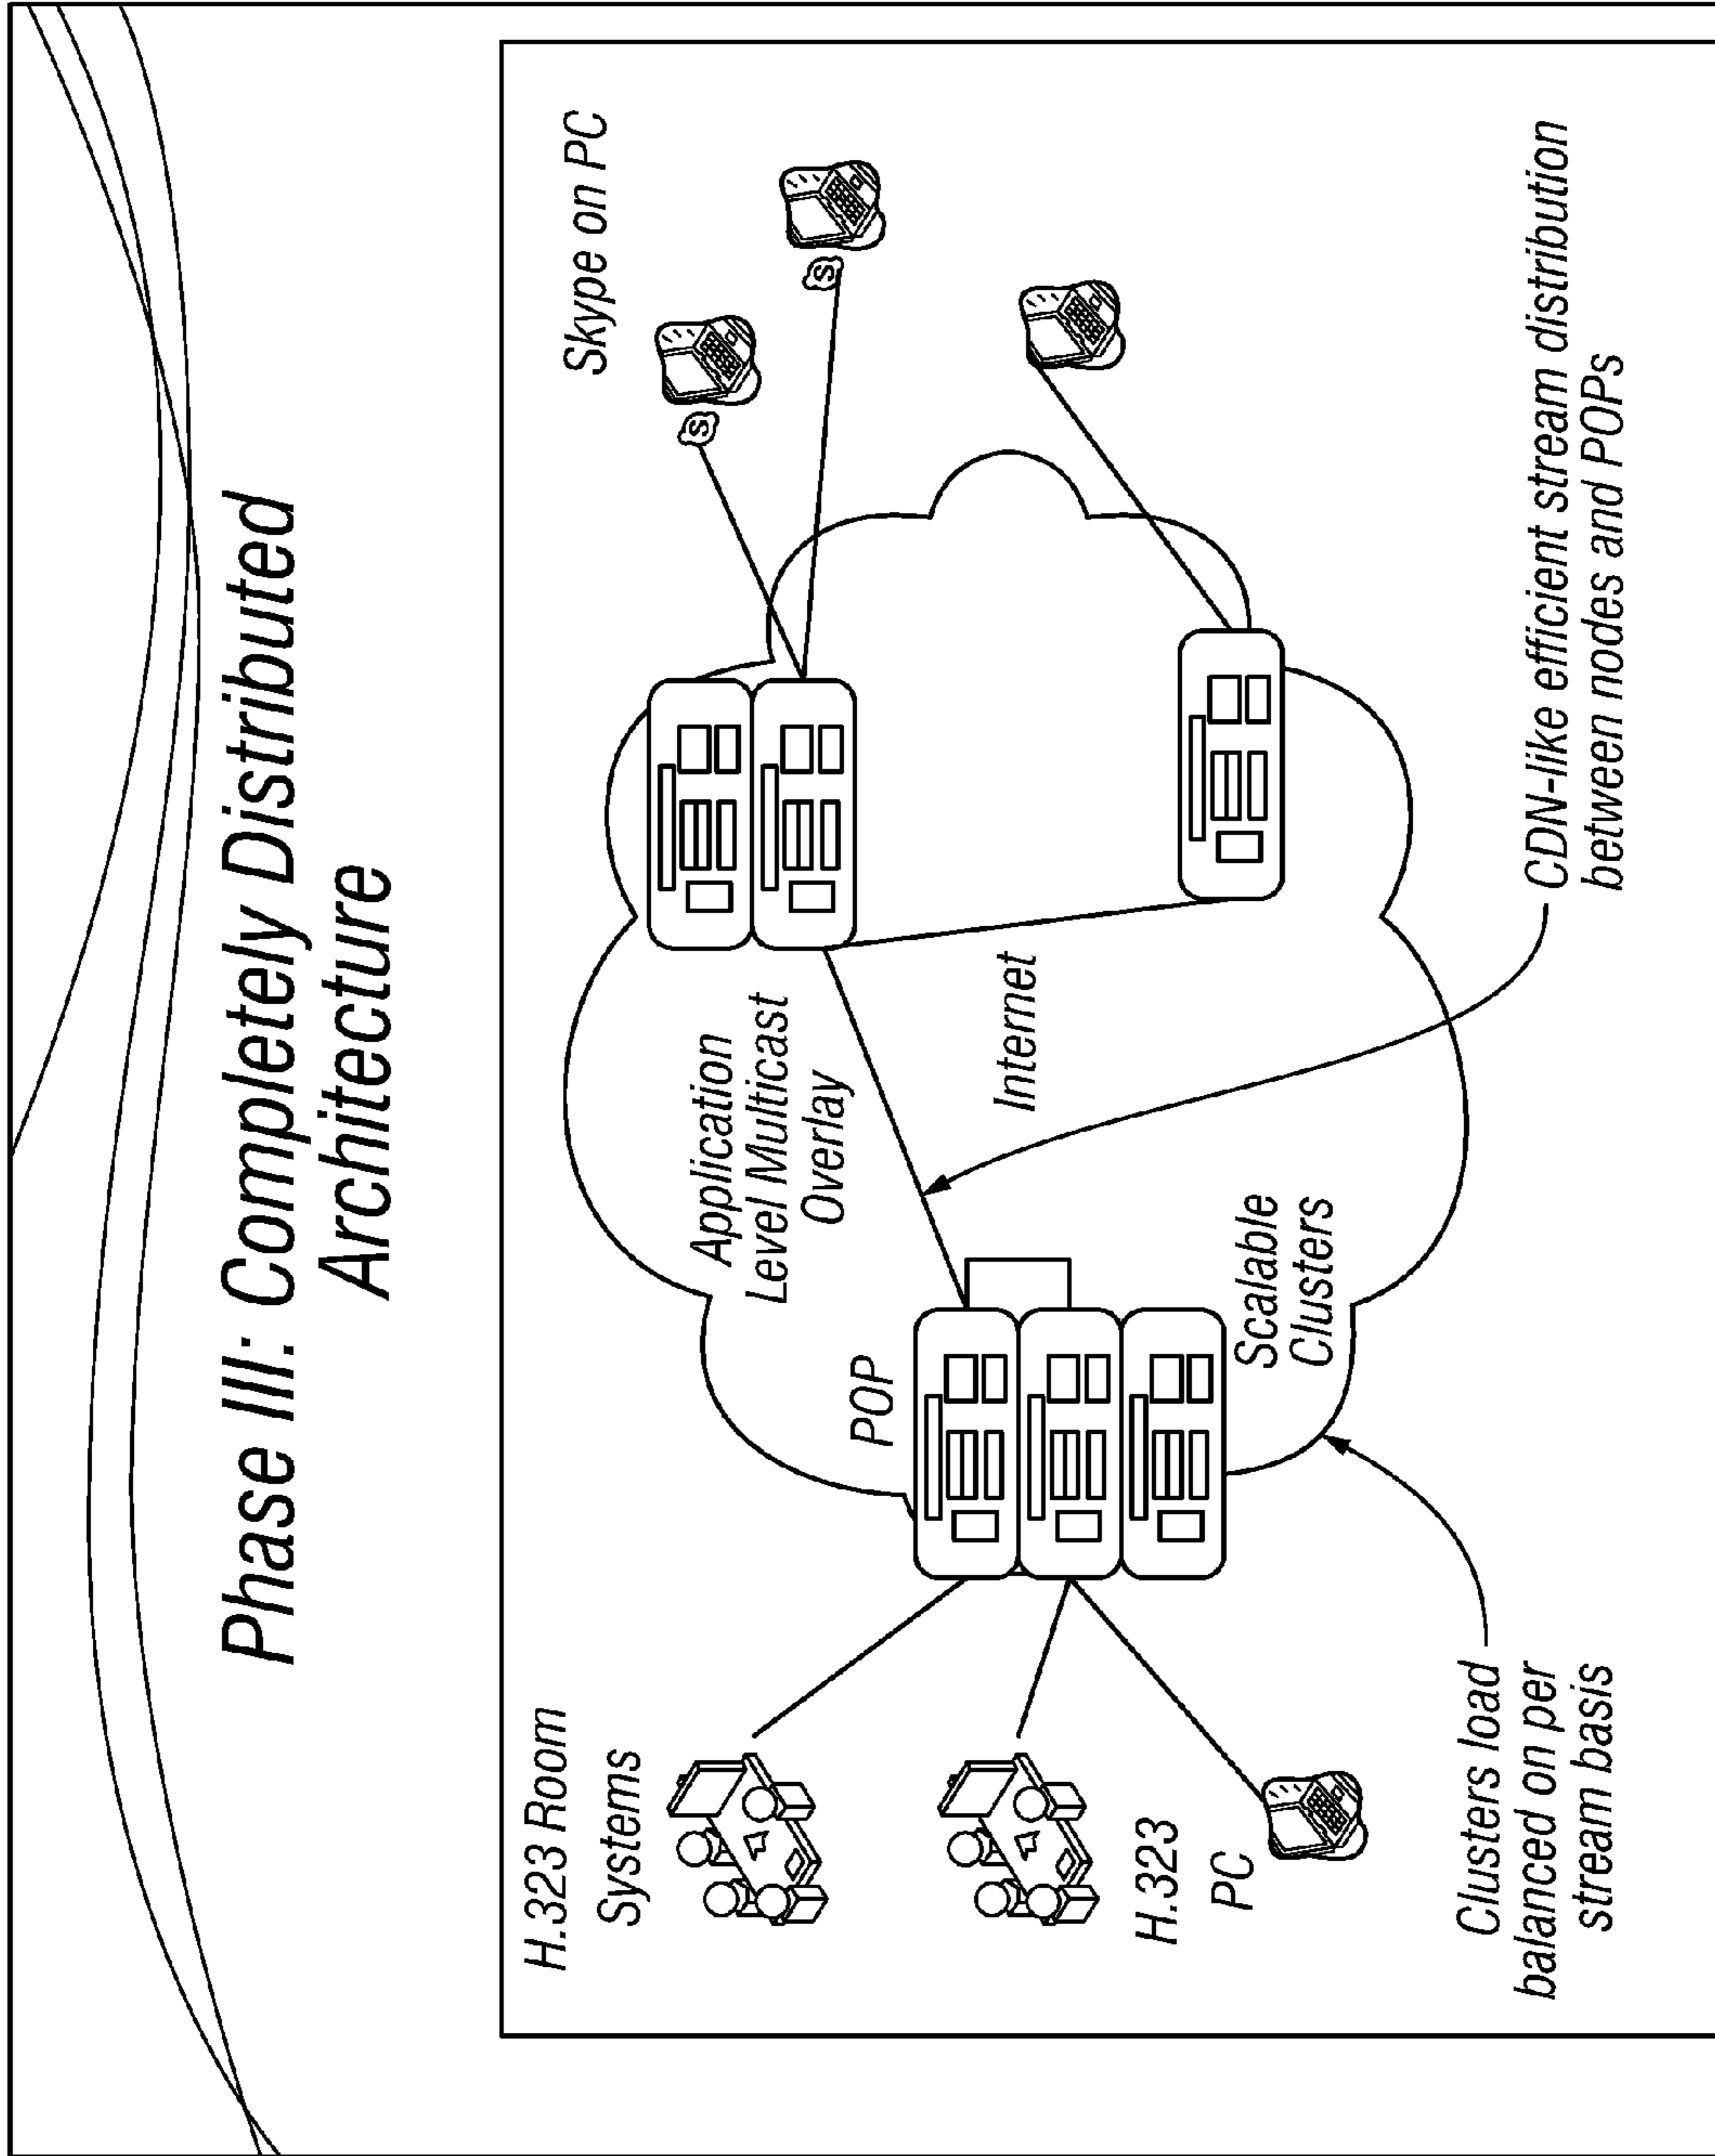 Phase III: Completely Distributed
Architecture
H.323 Room
Systems
Skype on PC
S
S
Application
Level Multicast
Overlay
POP
Internet
H.323
PC
Scalable
Clusters
Clusters load
balanced on per
stream basis
CDN-like efficient stream distribution
between nodes and POPs